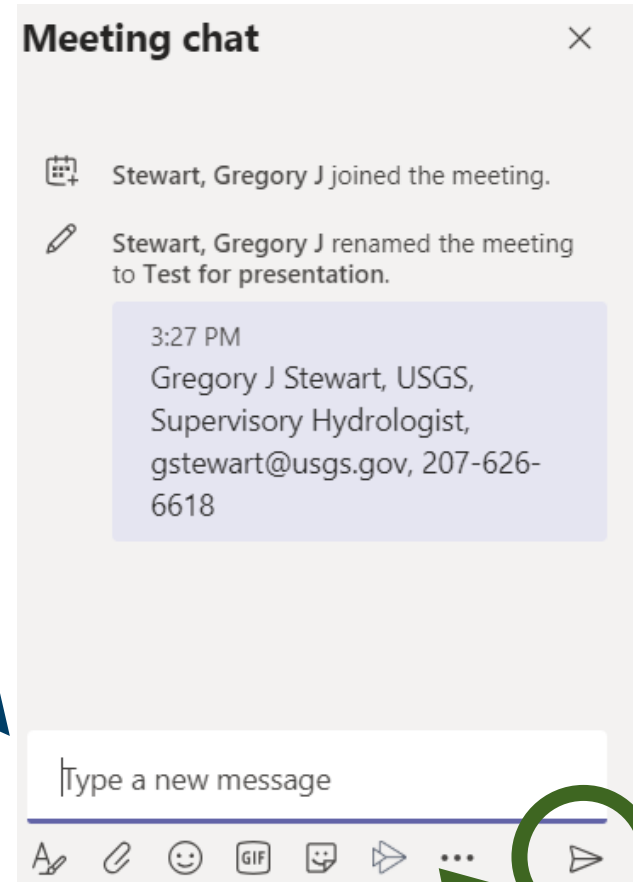 Meeting chat
Stewart, Gregory J joined the meeting.
Stewart, Gregory J renamed the meeting
to Test for presentation.
3:27 PM
Gregory J Stewart, USGS,
Supervisory Hydrologist,
gstewart@usgs.gov, 207-626-
6618
Type a new message
GIF